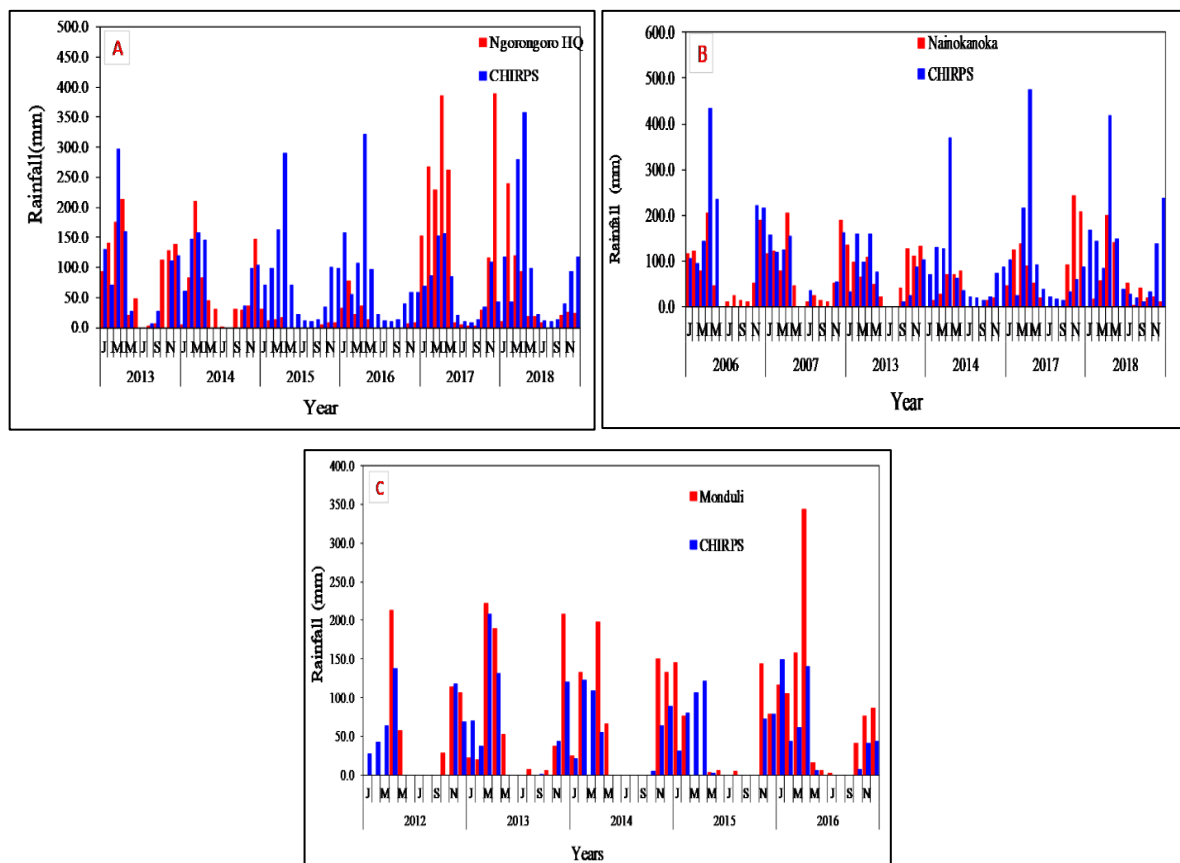 A
Ngorongoro HQ
CHIRPS
Rainfall(mm)
500.0
450.0
400.0
350.0
300.0
250.0
200.0
150.0
100.0
50.0
0.0
J M M J S N J M M J S N J M M J S N J M M J S N J M M J S N J M M J S N
2013 2014 2015 2016 2017 2018
Year
B
Nainokanoka
CHIRPS
Rainfall (mm)
600.0
500.0
400.0
300.0
200.0
100.0
0.0
J M M J S N J M M J S N J M M J S N J M M J S N J M M J S N J M M J S N
2006 2007 2013 2014 2017 2018
Year
C
Monduli
CHIRPS
Rainfall (mm)
400.0
350.0
300.0
250.0
200.0
150.0
100.0
50.0
0.0
J M M J S N J M M J S N J M M J S N J M M J S N J M M J S N
2012 2013 2014 2015 2016
Years